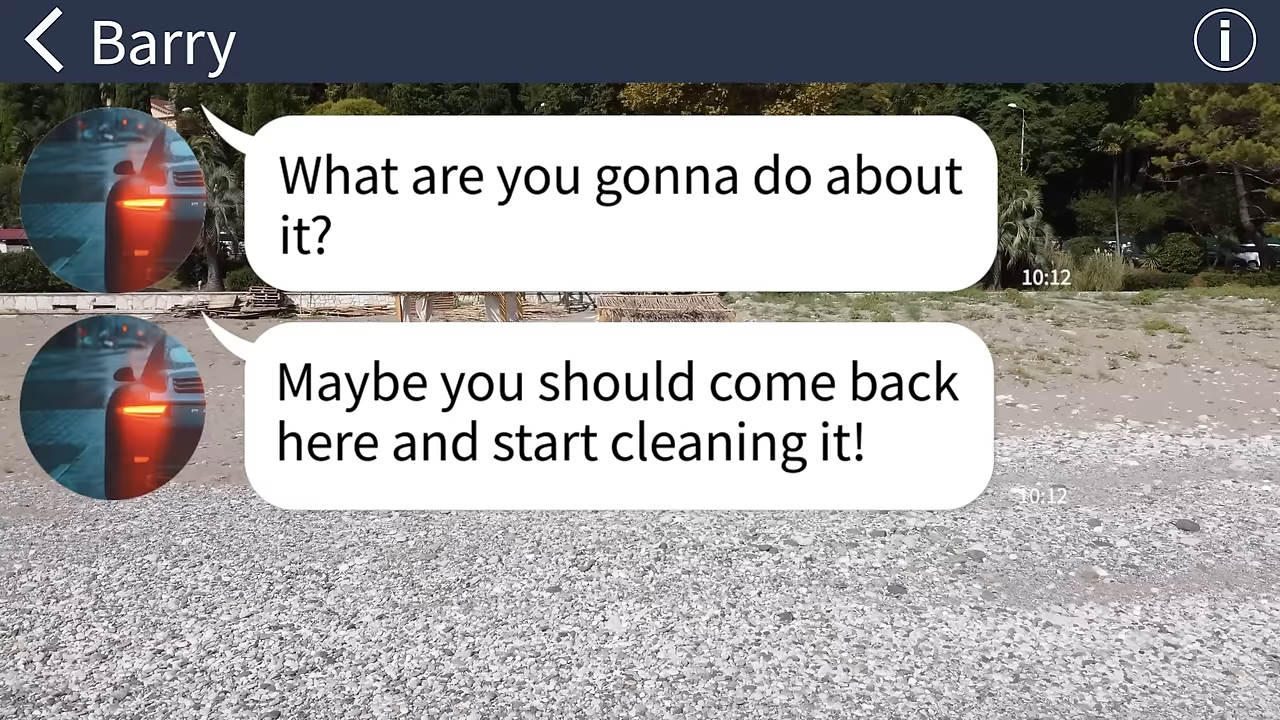 Barry
What are you gonna do about
it?
10:12
Maybe you should come back
here and start cleaning it!
10:12